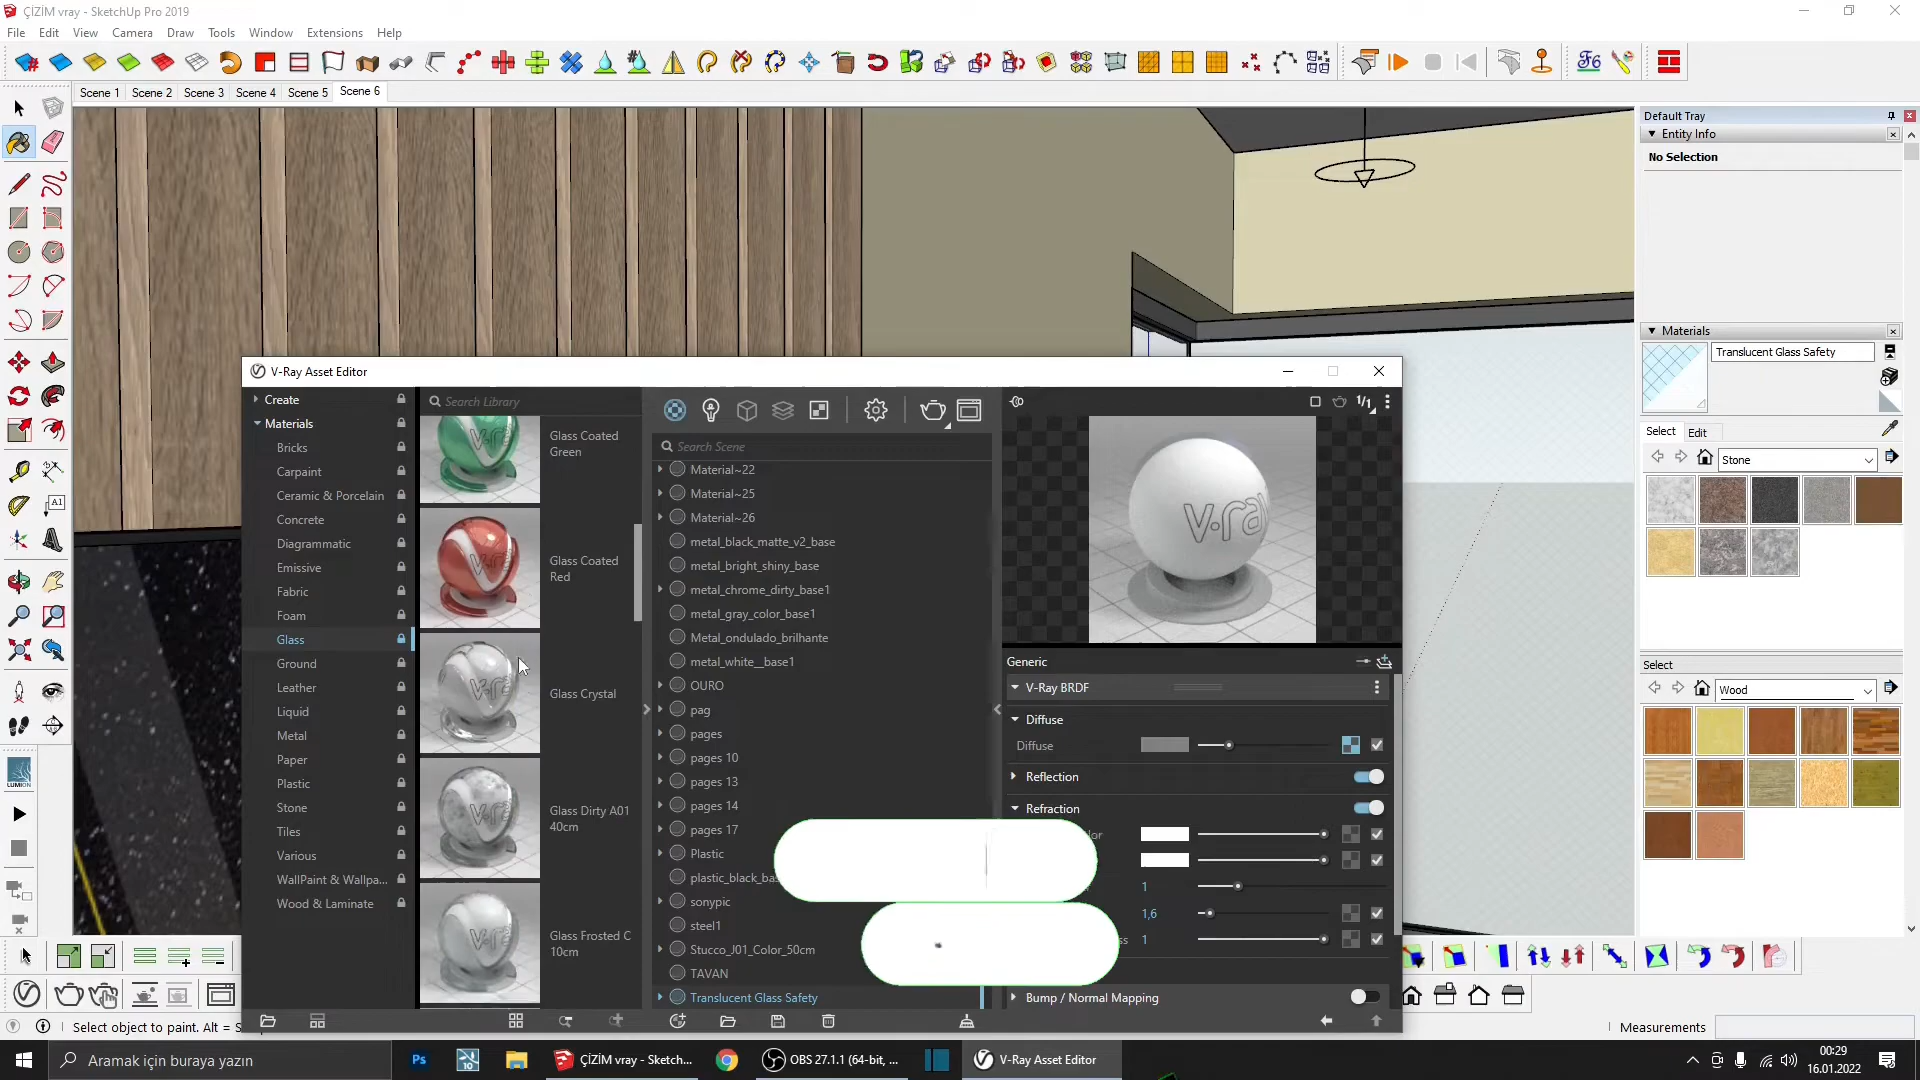 ÇİZİM vray - SketchUp Pro 2019
File Edit View Camera Draw Tools Window Extensions Help
Scene 1 Scene 2 Scene 3 Scene 4 Scene 5 Scene 6
Default Tray
Entity Info
No Selection
Materials
Translucent Glass Safety
Select Edit
Stone
Select
Wood
V-Ray Asset Editor
Create
Materials
Bricks
Carpaint
Ceramic & Porcelain
Concrete
Diagrammatic
Emissive
Fabric
Foam
Glass
Ground
Leather
Liquid
Metal
Paper
Plastic
Stone
Tiles
Various
WallPaint & Wallpa...
Wood & Laminate
Search Library
Glass Coated
Green
Glass Coated
Red
Glass Crystal
Glass Dirty A01
40cm
Glass Frosted C
10cm
Search Scene
Material~22
Material~25
Material~26
metal_black_matte_v2_base
metal_bright_shiny_base
metal_chrome_dirty_base1
metal_gray_color_base1
Metal_ondulado_brilhante
metal_white__base1
OURO
pag
pages
pages 10
pages 13
pages 14
pages 17
Plastic
plastic_black_ba
sonypic
steel1
Stucco_J01_Color_50cm
TAVAN
Translucent Glass Safety
1/1
Generic
V-Ray BRDF
Diffuse
Diffuse
Reflection
Refraction
1
1,6
1
Bump / Normal Mapping
LUMION
Select object to paint. Alt = S
Measurements
Aramak için buraya yazın
Ps
ÇİZİM vray - Sketch...
OBS 27.1.1 (64-bit, ...
V-Ray Asset Editor
00:29
16.01.2022